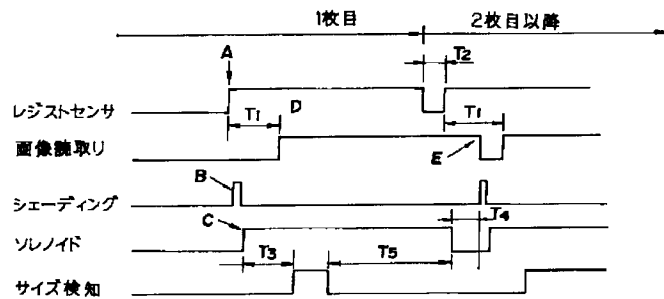 1枚目
2枚目以降
A
T2
レジストセンサ
T1
D
T1
画像読取り
E
B
シェーディング
C
T4
ソレノイド
T3
T5
サイズ検知